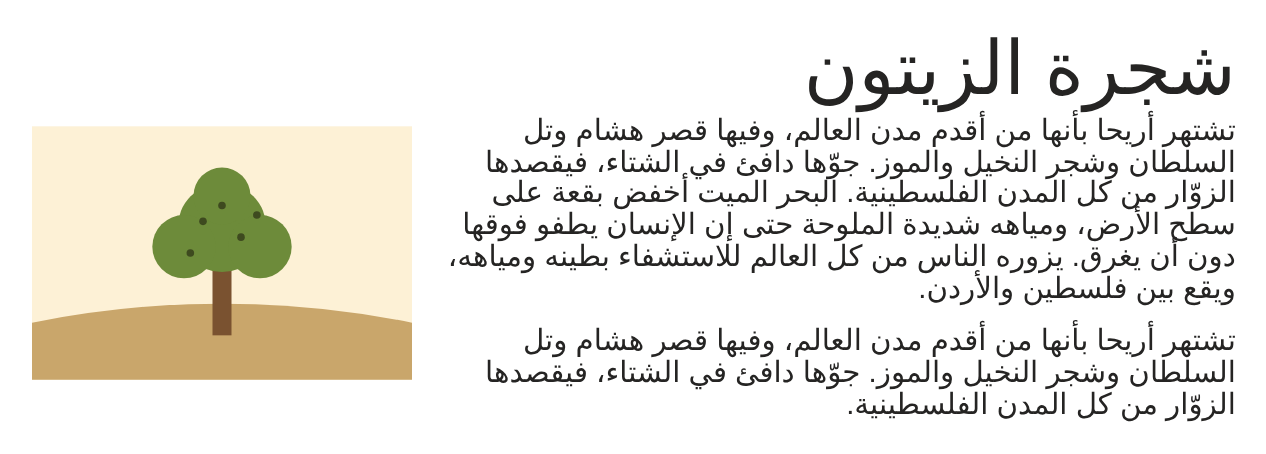 شجرة الزيتون
تشتهر أريحا بأنها من أقدم مدن العالم، وفيها قصر هشام وتل
السلطان وشجر النخيل والموز. جوّها دافئ في الشتاء، فيقصدها
الزوّار من كل المدن الفلسطينية. البحر الميت أخفض بقعة على
سطح الأرض، ومياهه شديدة الملوحة حتى إن الإنسان يطفو فوقها
دون أن يغرق. يزوره الناس من كل العالم للاستشفاء بطينه ومياهه،
ويقع بين فلسطين والأردن.
تشتهر أريحا بأنها من أقدم مدن العالم، وفيها قصر هشام وتل
السلطان وشجر النخيل والموز. جوّها دافئ في الشتاء، فيقصدها
الزوّار من كل المدن الفلسطينية.